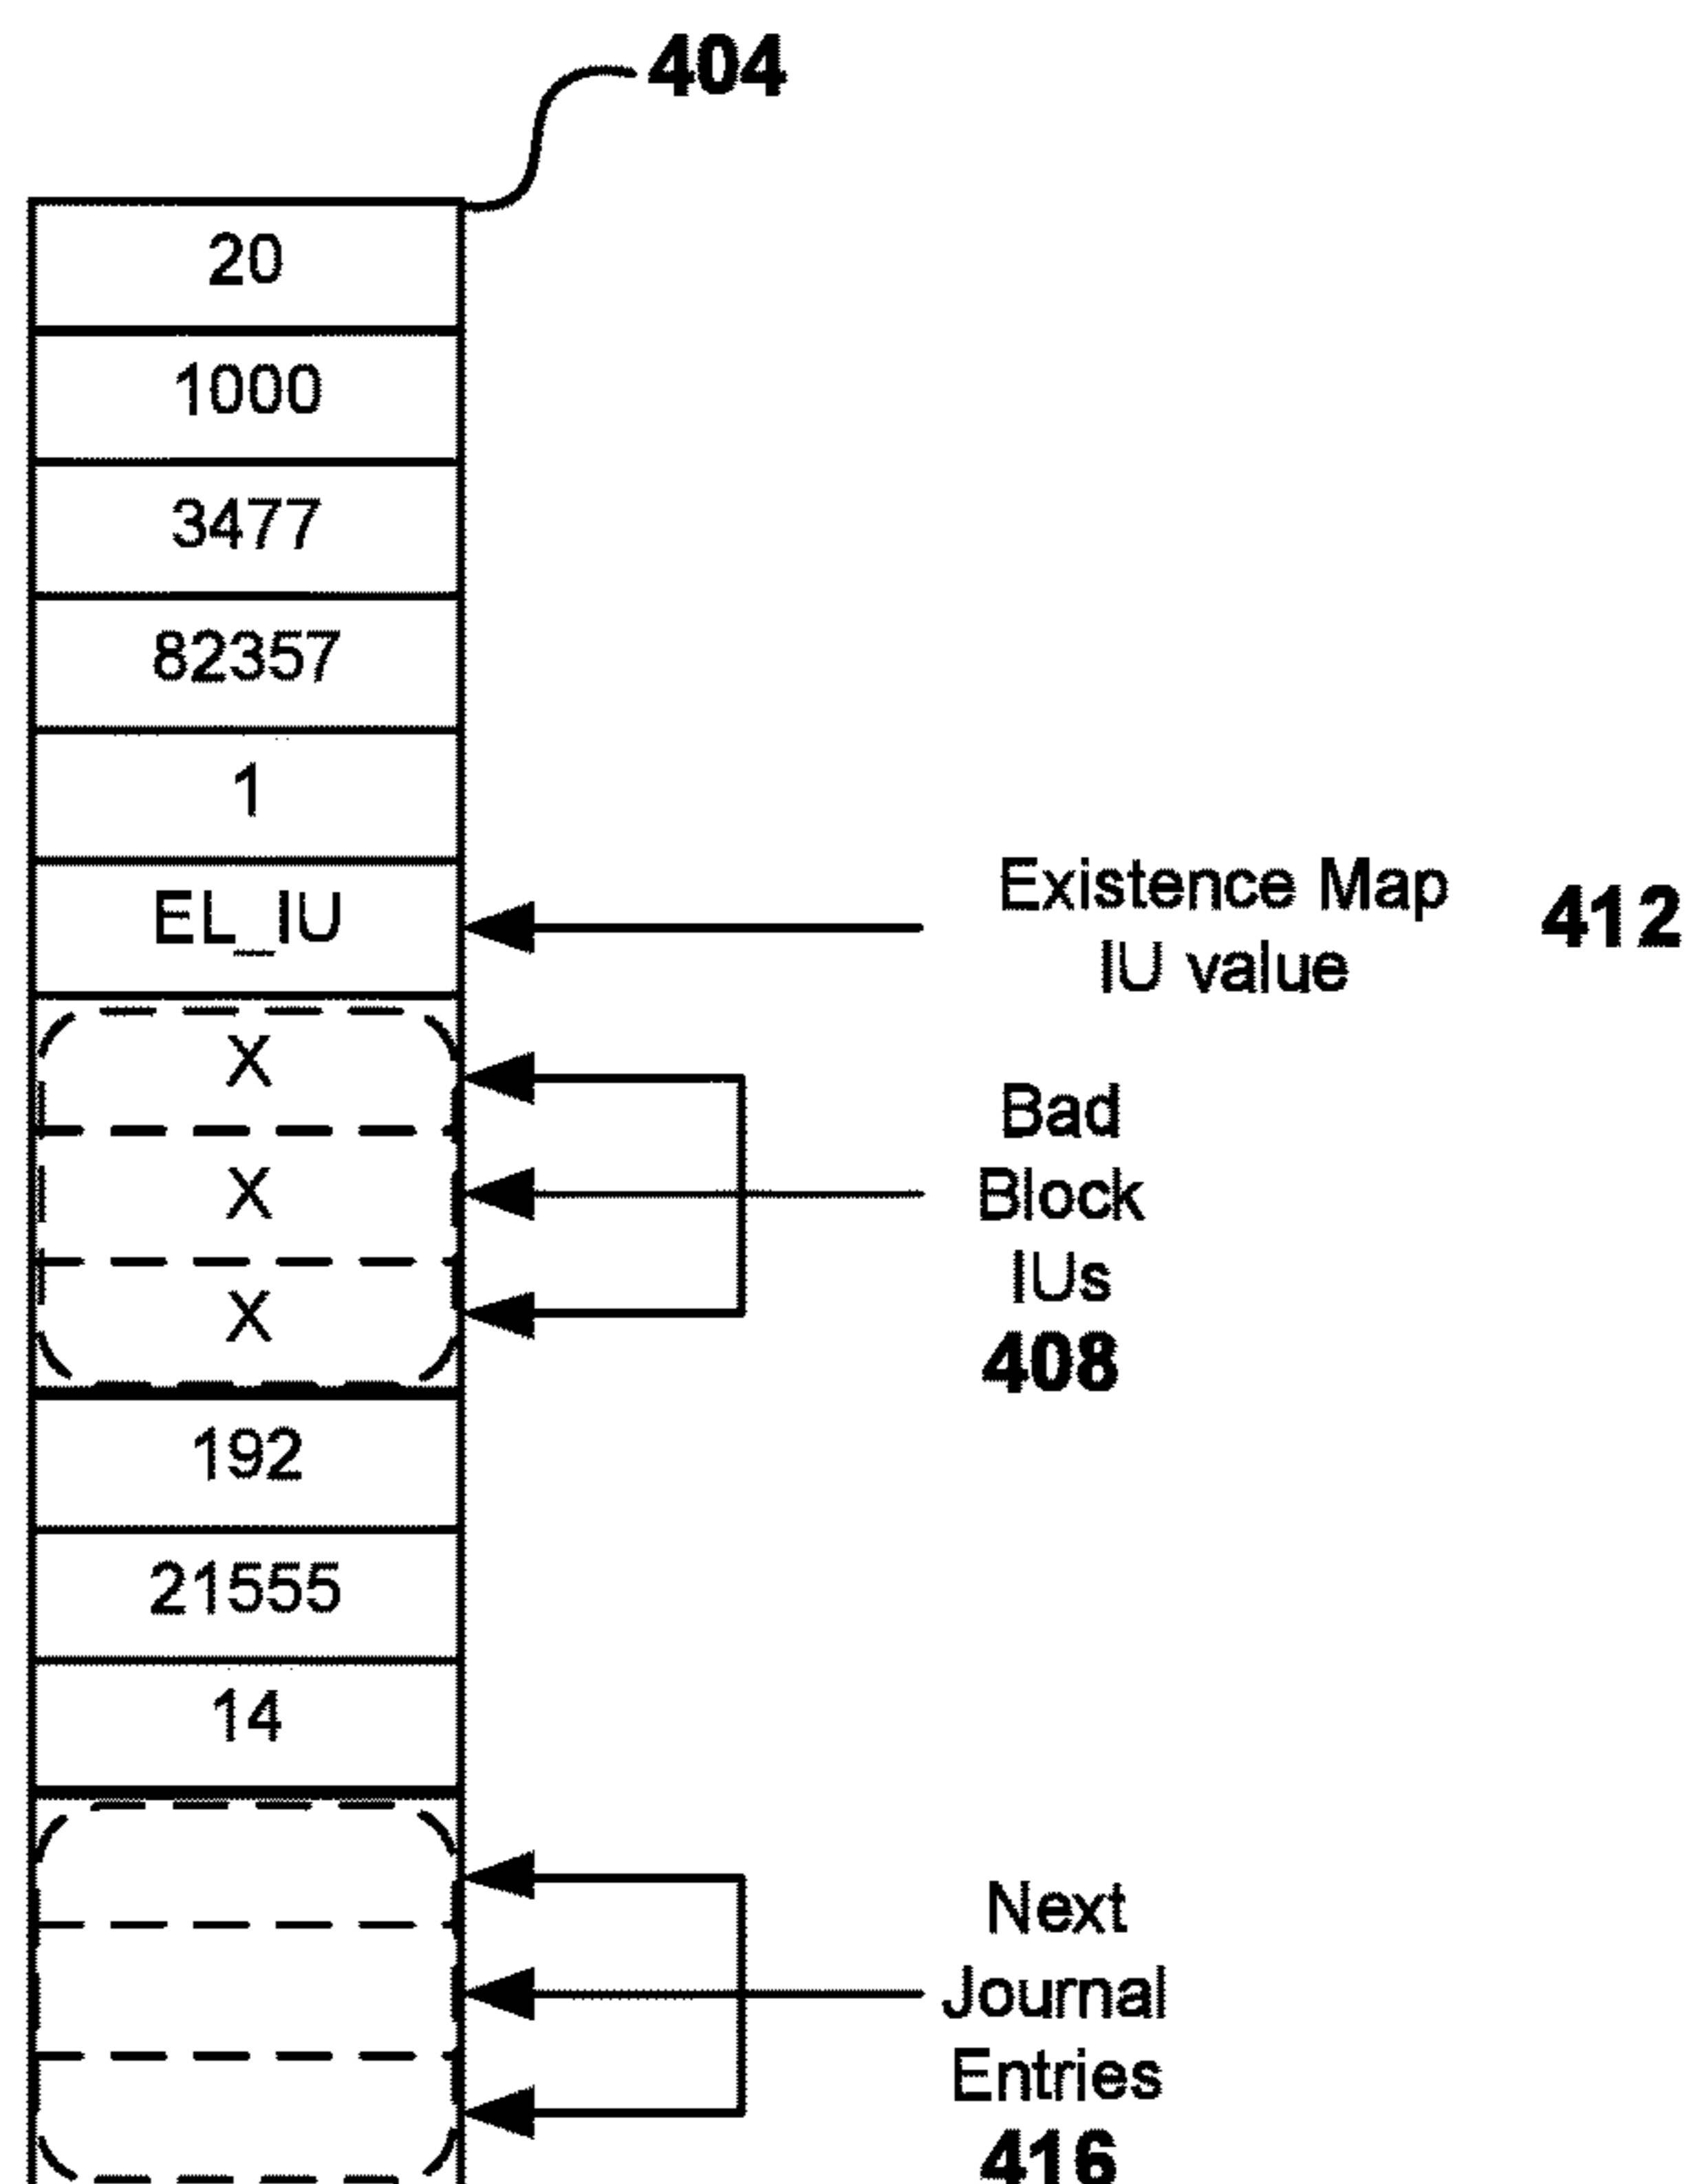 404
20
1000
3477
82357
1
EL_IU
Existence Map
IU value
412
X
X
X
Bad
Block
IUs
408
192
21555
14
Next
Journal
Entries
416